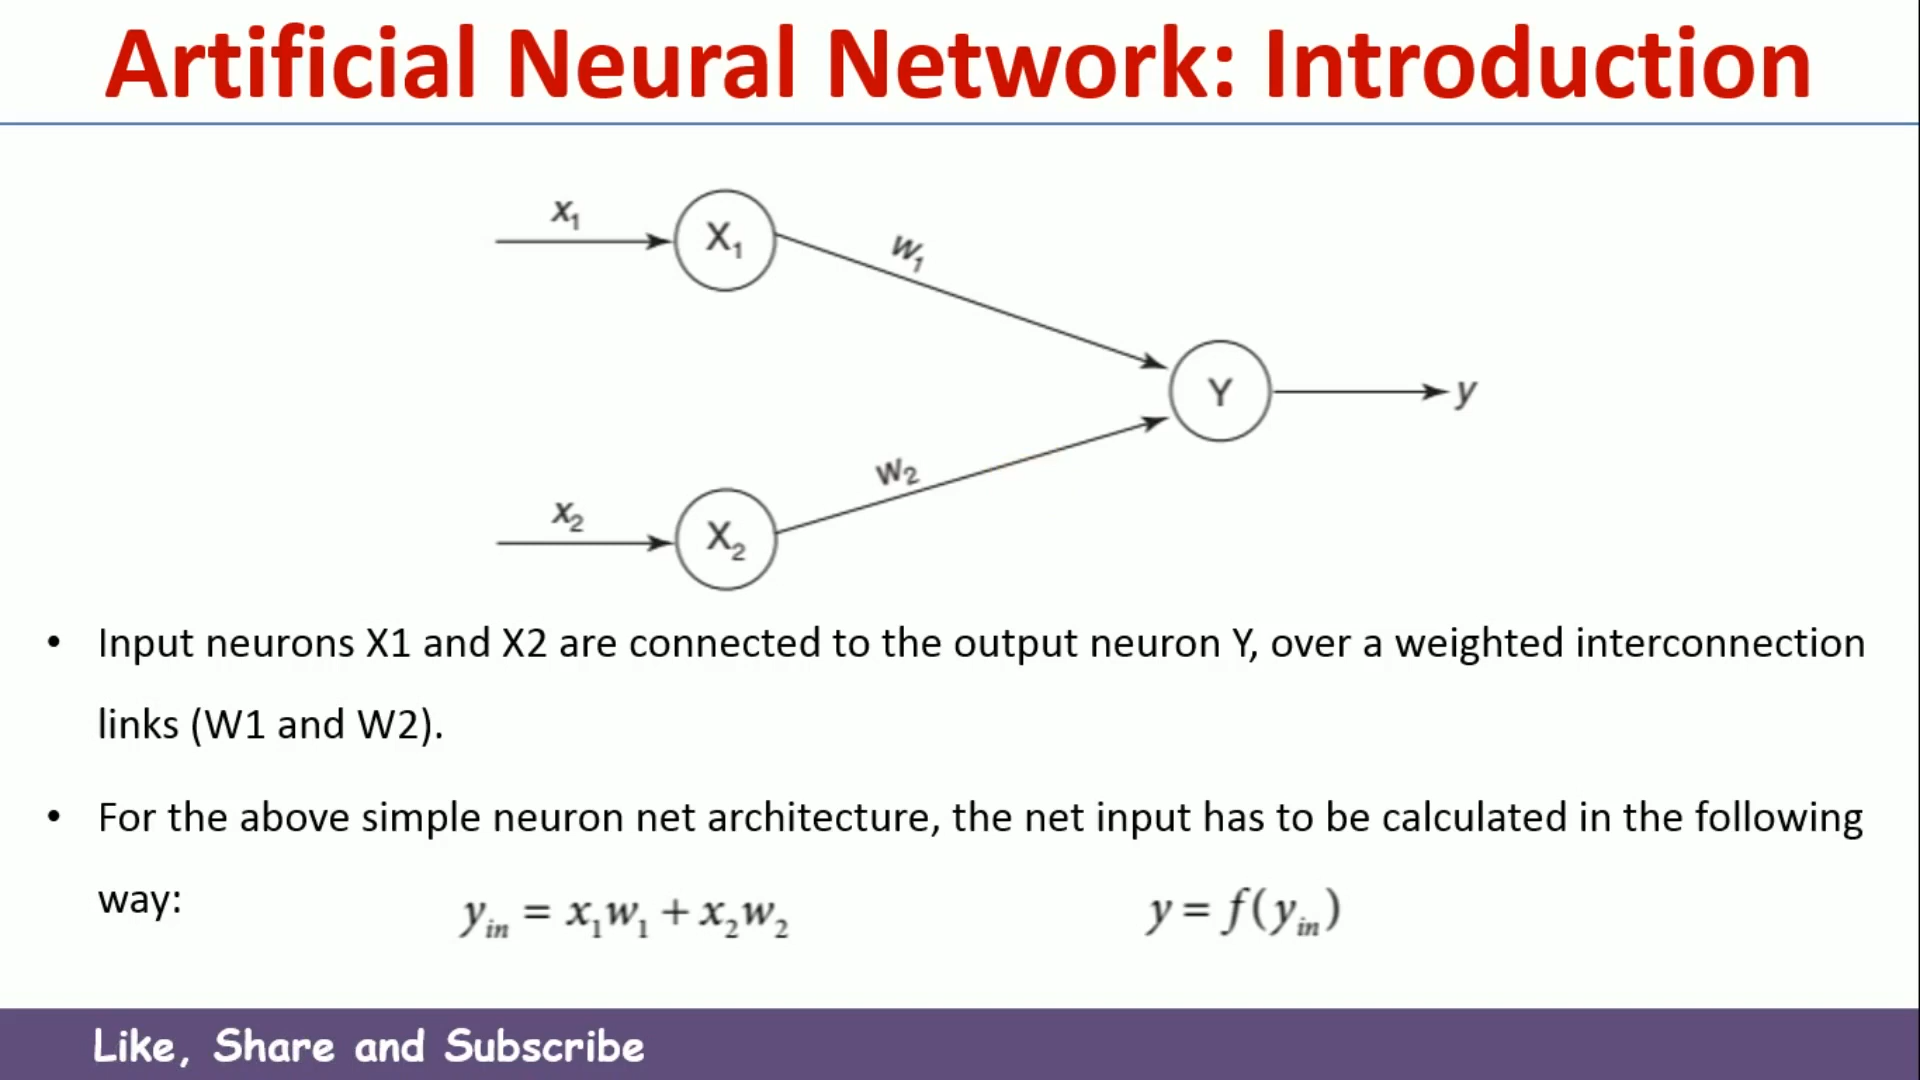 Artificial Neural Network: Introduction
x₁
X₁
w₁
Y
y
w₂
x₂
X₂
• Input neurons X1 and X2 are connected to the output neuron Y, over a weighted interconnection
links (W1 and W2).
• For the above simple neuron net architecture, the net input has to be calculated in the following
way:
y_in = x₁w₁ + x₂w₂
y = f(y_in)
Like, Share and Subscribe